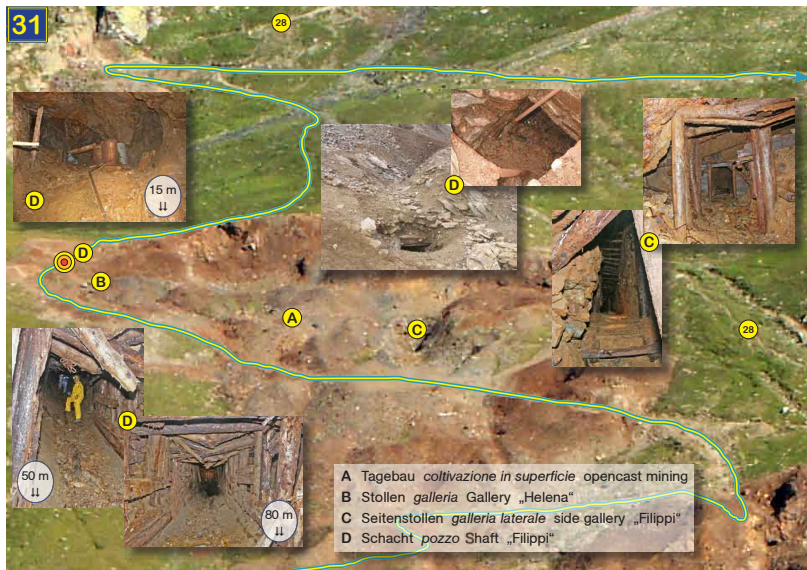 31
28
D
15 m
⇊
D
C
D
B
A
C
28
D
50 m
⇊
80 m
⇊
A Tagebau coltivazione in superficie opencast mining
B Stollen galleria Gallery „Helena“
C Seitenstollen galleria laterale side gallery „Filippi“
D Schacht pozzo Shaft „Filippi“